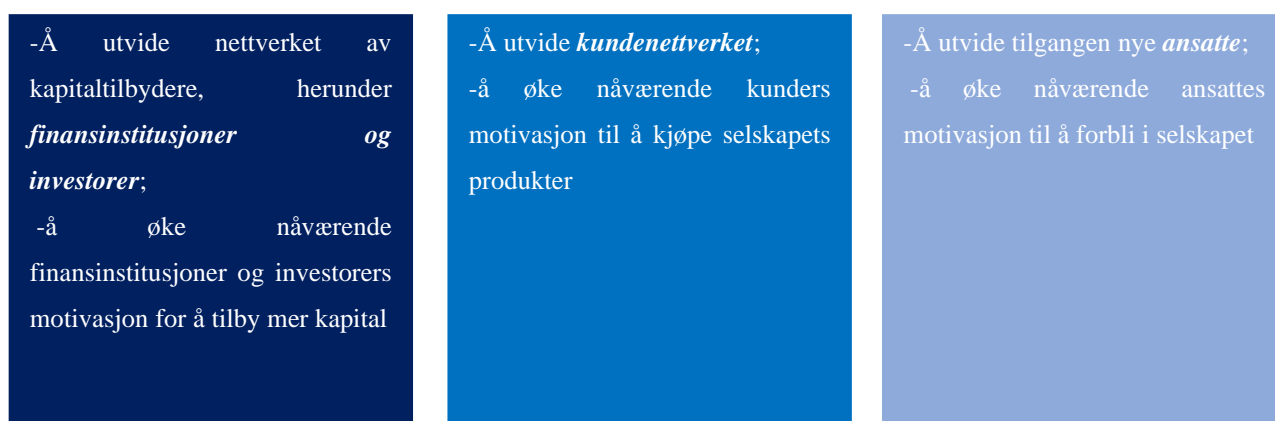 -Å utvide nettverket av
kapitaltilbydere, herunder
finansinstitusjoner og
investorer;
-å øke nåværende
finansinstitusjoner og investorers
motivasjon for å tilby mer kapital
-Å utvide kundenettverket;
-å øke nåværende kunders
motivasjon til å kjøpe selskapets
produkter
-Å utvide tilgangen nye ansatte;
-å øke nåværende ansattes
motivasjon til å forbli i selskapet